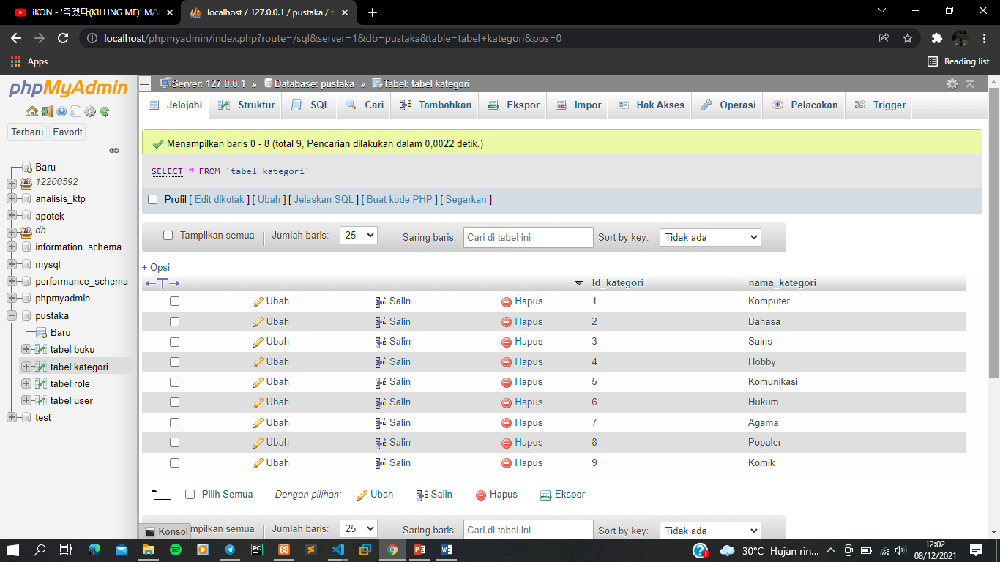 iKON - '죽겠다(KILLING ME)' M/V
localhost / 127.0.0.1 / pustaka / ta
localhost/phpmyadmin/index.php?route=/sql&server=1&db=pustaka&table=tabel+kategori&pos=0
Apps
Reading list
phpMyAdmin
Terbaru Favorit
Baru
12200592
analisis_ktp
apotek
db
information_schema
mysql
performance_schema
phpmyadmin
pustaka
Baru
tabel buku
tabel kategori
tabel role
tabel user
test
Server: 127.0.0.1 » Database: pustaka » Tabel: tabel kategori
Jelajahi Struktur SQL Cari Tambahkan Ekspor Impor Hak Akses Operasi Pelacakan Trigger
Menampilkan baris 0 - 8 (total 9, Pencarian dilakukan dalam 0,0022 detik.)
SELECT * FROM `tabel kategori`
Profil [ Edit dikotak ] [ Ubah ] [ Jelaskan SQL ] [ Buat kode PHP ] [ Segarkan ]
Tampilkan semua | Jumlah baris: 25 Saring baris: Cari di tabel ini Sort by key: Tidak ada
+ Opsi
←T→ Id_kategori nama_kategori
Ubah Salin Hapus 1 Komputer
Ubah Salin Hapus 2 Bahasa
Ubah Salin Hapus 3 Sains
Ubah Salin Hapus 4 Hobby
Ubah Salin Hapus 5 Komunikasi
Ubah Salin Hapus 6 Hukum
Ubah Salin Hapus 7 Agama
Ubah Salin Hapus 8 Populer
Ubah Salin Hapus 9 Komik
Pilih Semua Dengan pilihan: Ubah Salin Hapus Ekspor
Konsol
mpilkan semua | Jumlah baris: 25 Saring baris: Cari di tabel ini Sort by key: Tidak ada
30°C Hujan rin...
12:02
08/12/2021